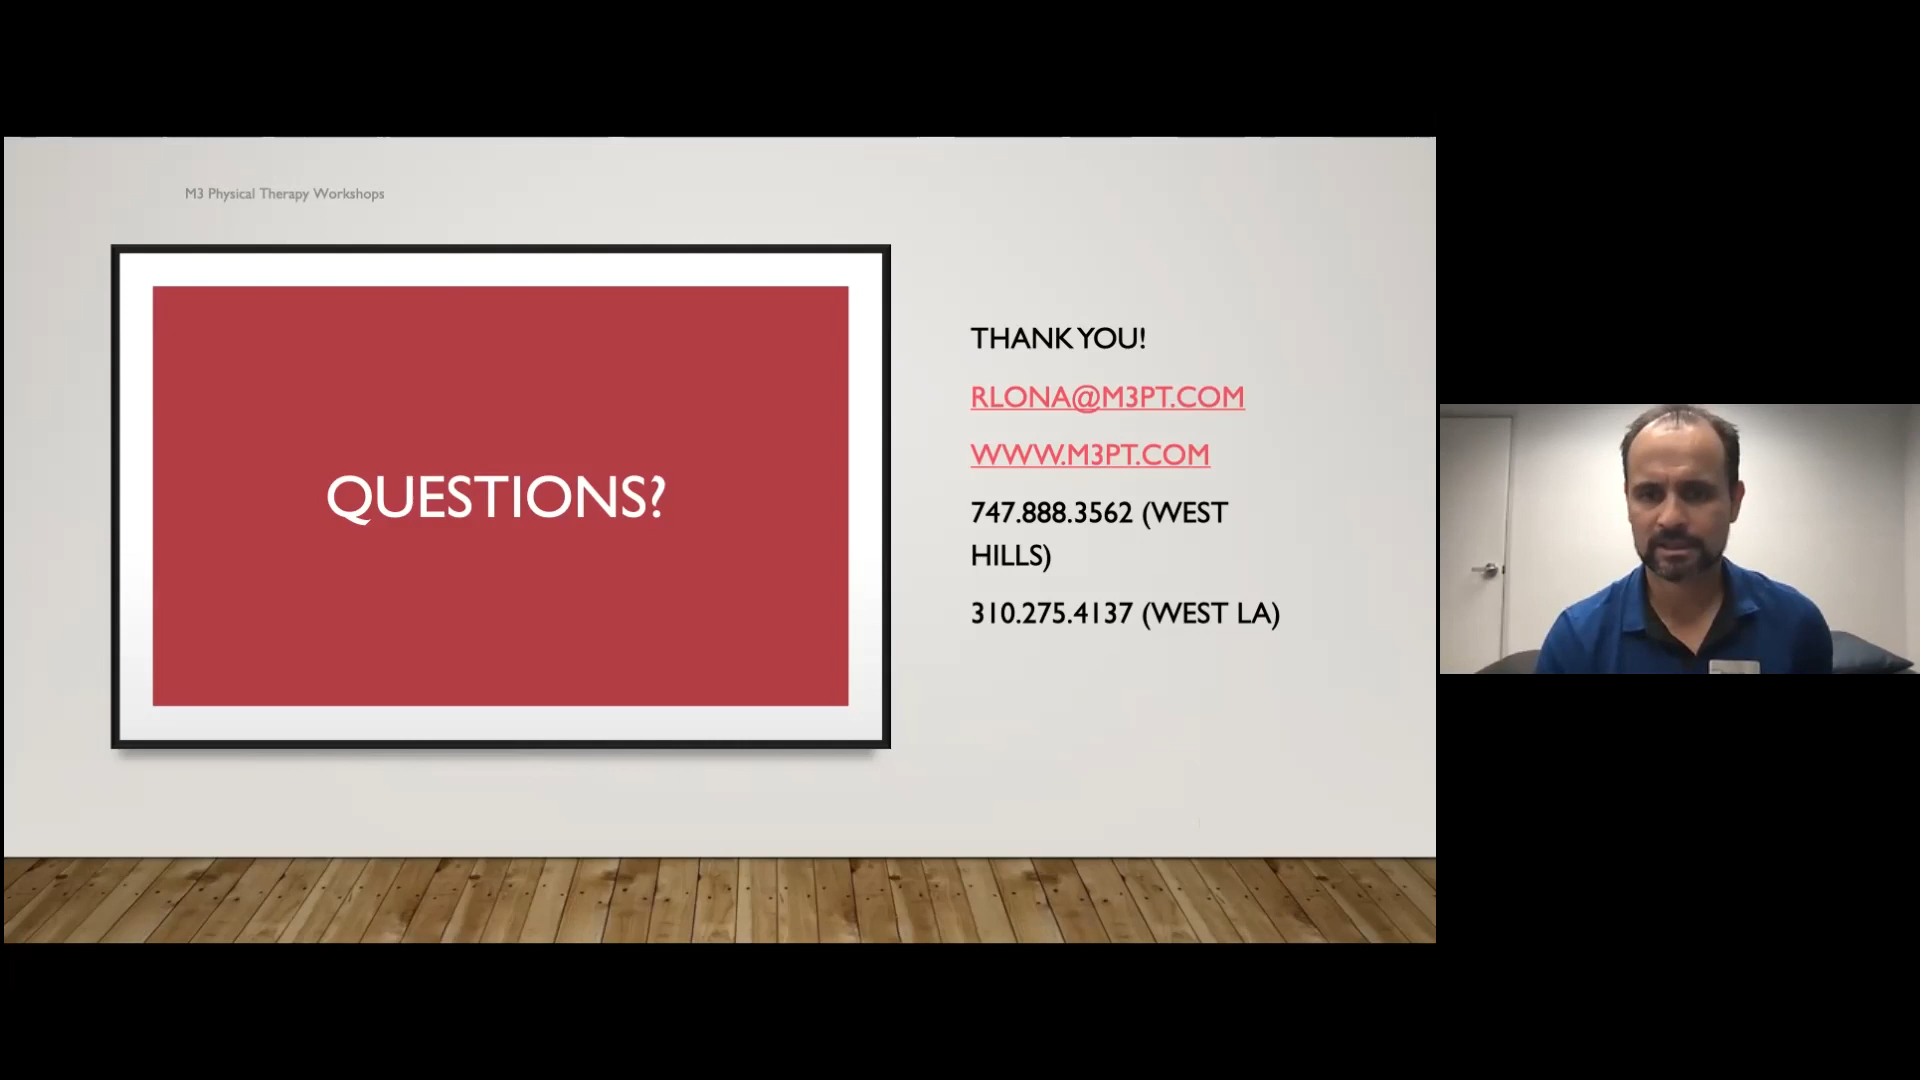 M3 Physical Therapy Workshops
QUESTIONS?
THANK YOU!
RLONA@M3PT.COM
WWW.M3PT.COM
747.888.3562 (WEST
HILLS)
310.275.4137 (WEST LA)